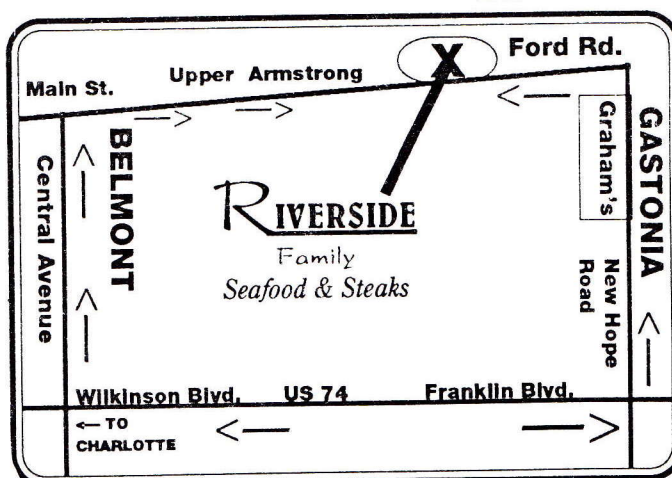 Ford Rd.
X
Upper Armstrong
Main St.
BELMONT
Central Avenue
GASTONIA
Graham's
New Hope
Road
RIVERSIDE
Family
Seafood & Steaks
Wilkinson Blvd.
US 74
Franklin Blvd.
TO
CHARLOTTE